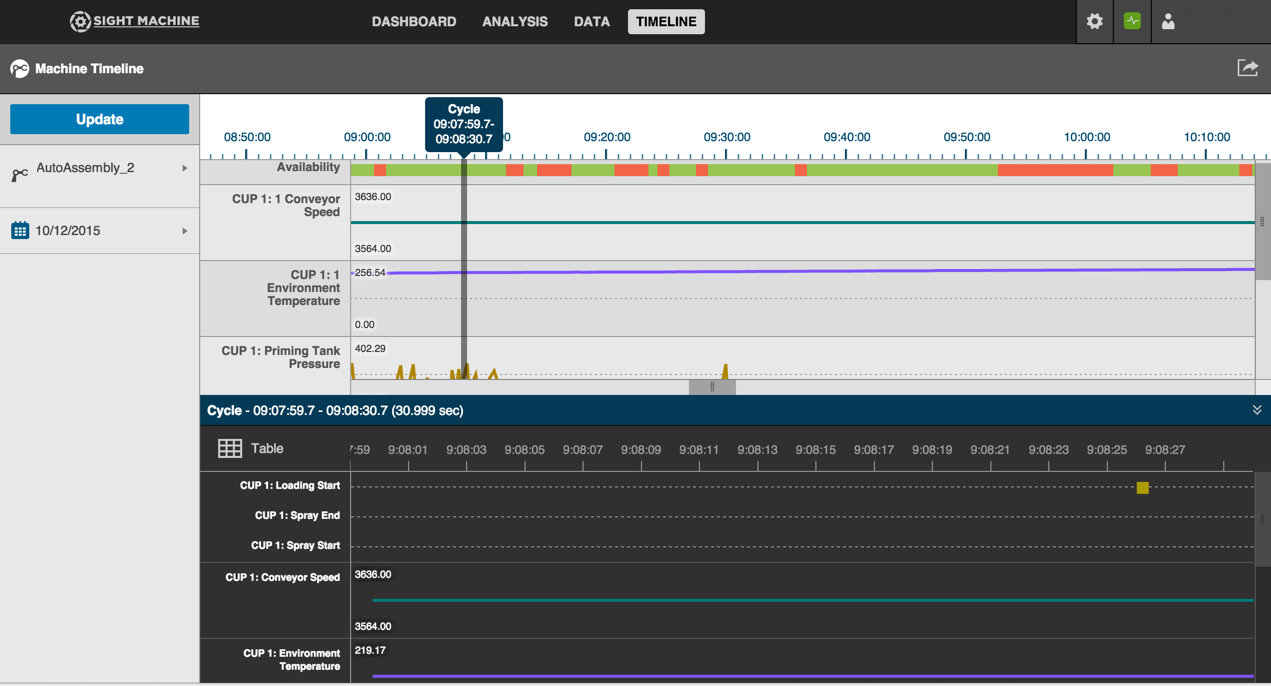 SIGHT MACHINE
DASHBOARD ANALYSIS DATA TIMELINE
Machine Timeline
Update
AutoAssembly_2
10/12/2015
Cycle
09:07:59.7-
09:08:30.7
08:50:00 09:00:00 09:20:00 09:30:00 09:40:00 09:50:00 10:00:00 10:10:00
Availability
CUP 1: 1 Conveyor
Speed
3636.00
3564.00
CUP 1: 1
Environment
Temperature
256.54
0.00
CUP 1: Priming Tank
Pressure
402.29
Cycle - 09:07:59.7 - 09:08:30.7 (30.999 sec)
Table
7:59 9:08:01 9:08:03 9:08:05 9:08:07 9:08:09 9:08:11 9:08:13 9:08:15 9:08:17 9:08:19 9:08:21 9:08:23 9:08:25 9:08:27
CUP 1: Loading Start
CUP 1: Spray End
CUP 1: Spray Start
CUP 1: Conveyor Speed
3636.00
3564.00
CUP 1: Environment
Temperature
219.17